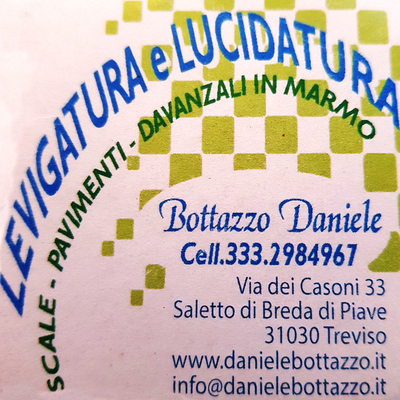 LEVIGATURA e LUCIDATURA
SCALE - PAVIMENTI - DAVANZALI IN MARMO
Bottazzo Daniele
Cell.333.2984967
Via dei Casoni 33
Saletto di Breda di Piave
31030 Treviso
www.danielebottazzo.it
info@danielebottazzo.it